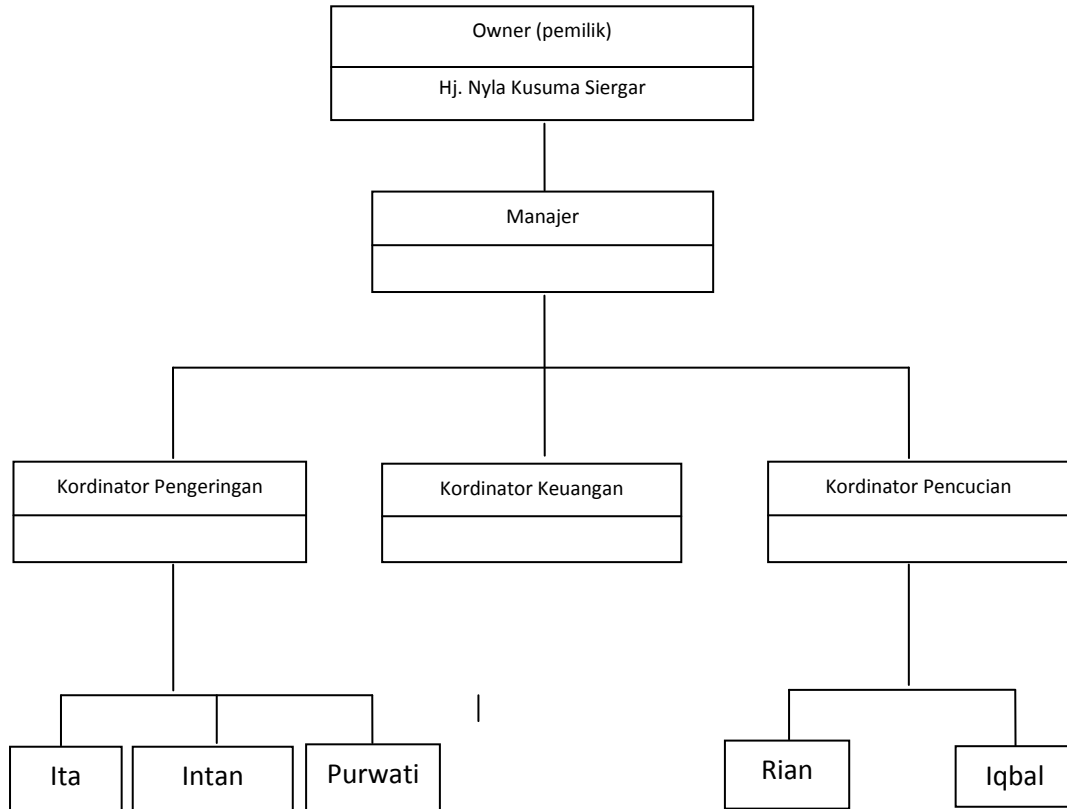 Owner (pemilik)
Hj. Nyla Kusuma Siergar
Manajer
Kordinator Pengeringan
Kordinator Keuangan
Kordinator Pencucian
Ita
Intan
Purwati
Rian
Iqbal